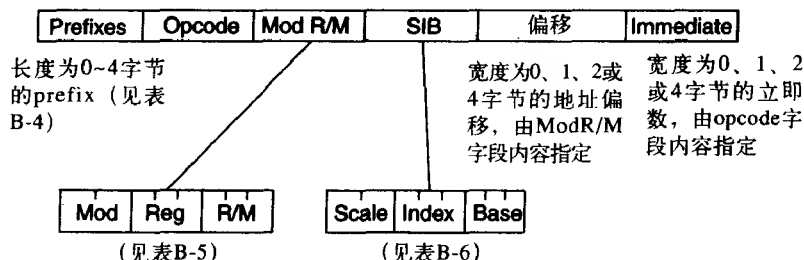 Prefixes Opcode Mod R/M SIB 偏移 Immediate
长度为0~4字节
的prefix（见表
B-4）
宽度为0、1、2或
4字节的地址偏
移，由ModR/M
字段内容指定
宽度为0、1、2
或4字节的立即
数，由opcode字
段内容指定
Mod Reg R/M
（见表B-5）
Scale Index Base
（见表B-6）